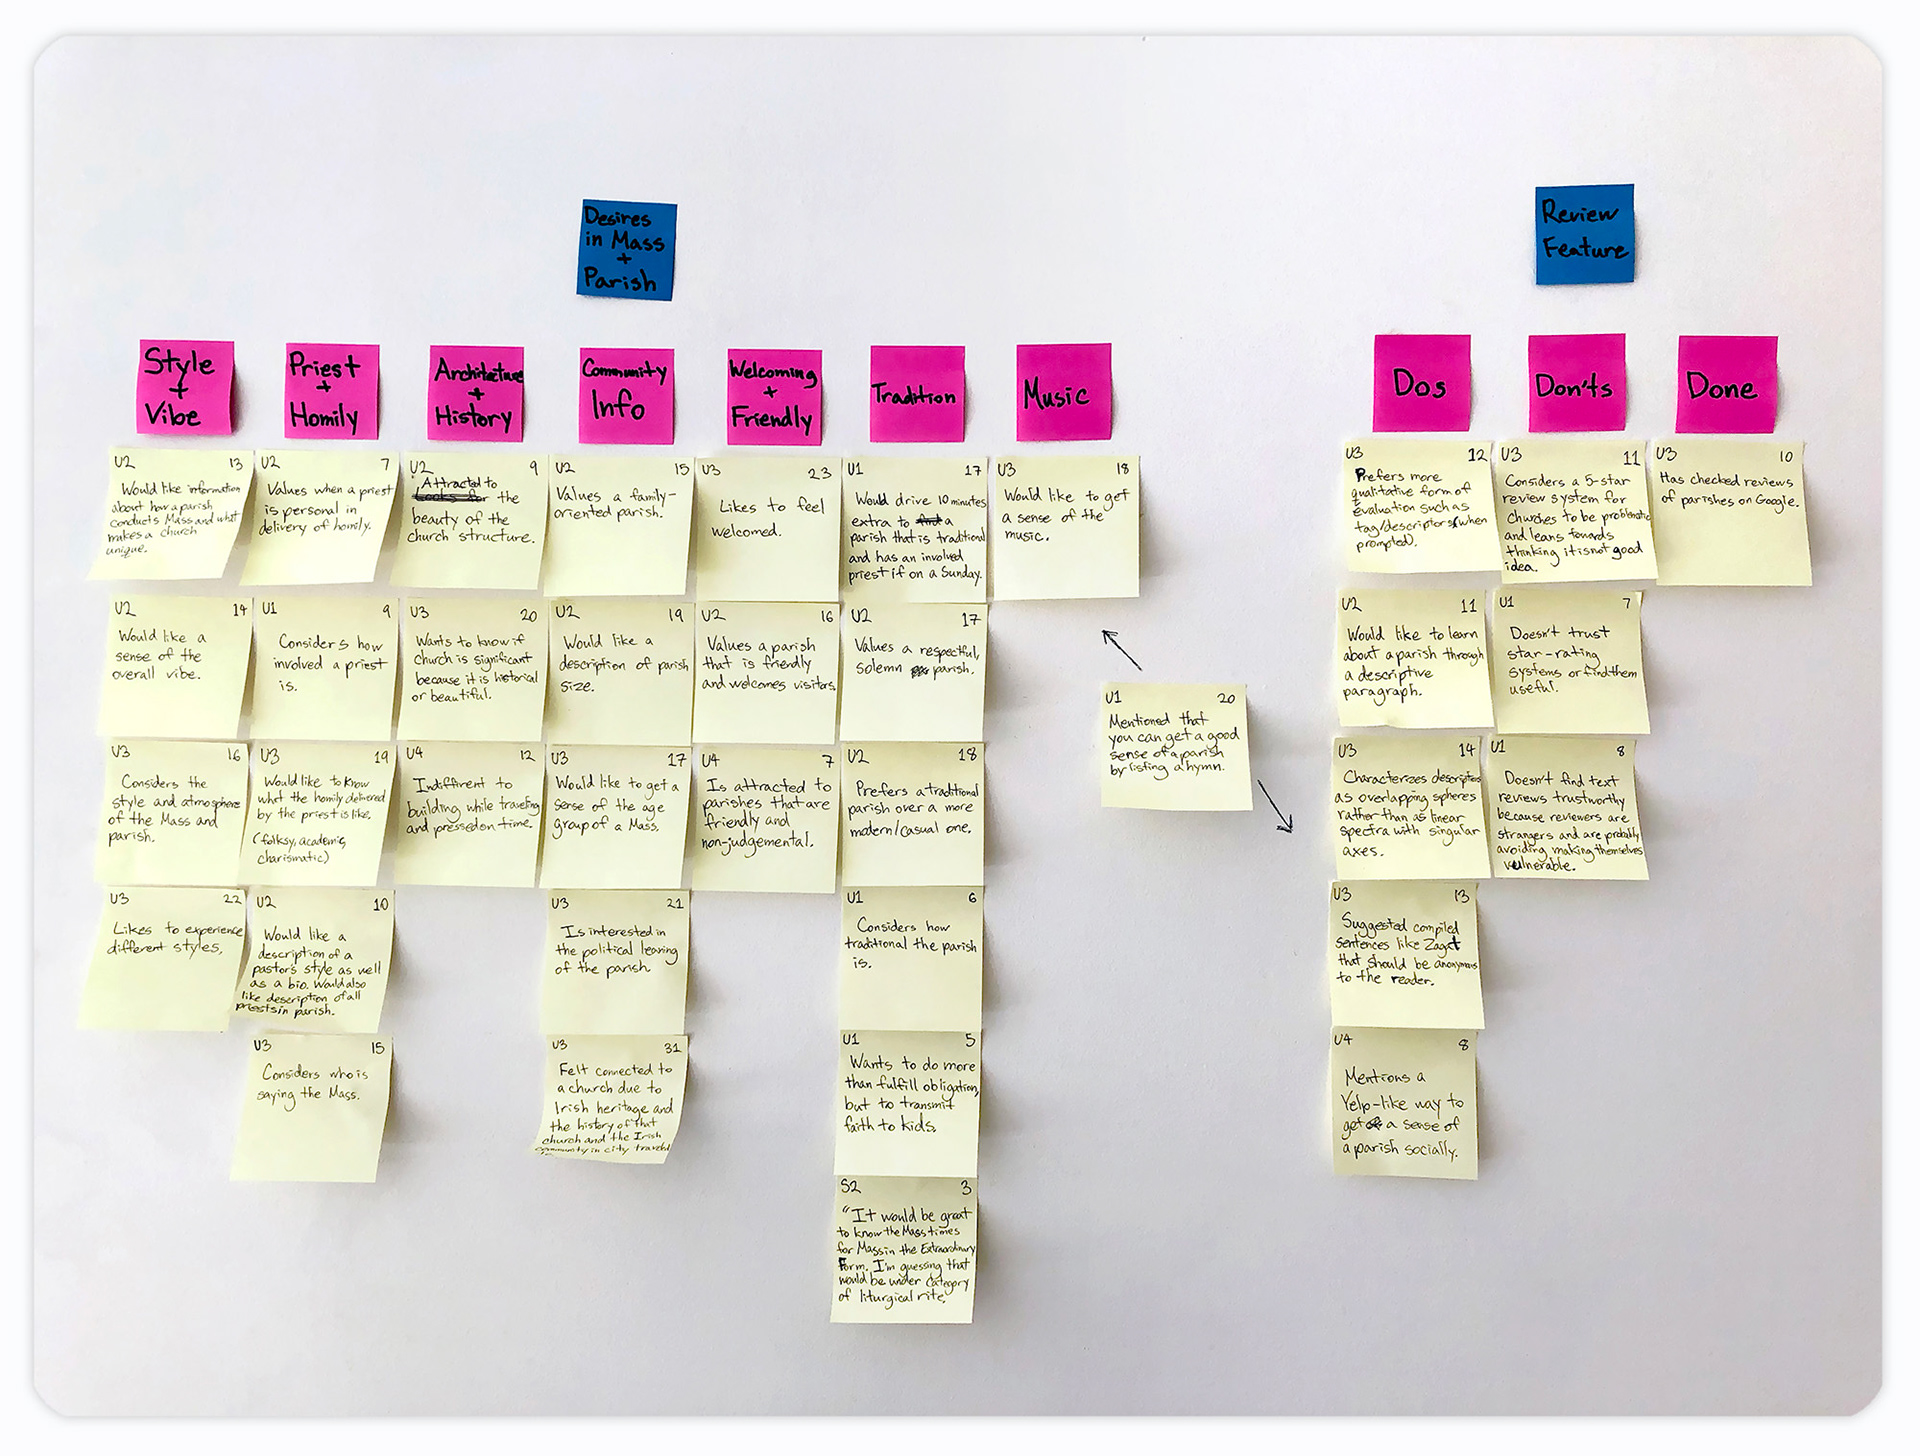 Desires
in Mass
+
Parish
Style
+
Vibe
U2 13
Would like information
about how a parish
conducts Mass and what
makes a church
unique.
U2 14
Would like a
sense of the
overall vibe.
U3 16
Considers the
style and atmosphere
of the Mass and
parish.
U3 22
Likes to experience
different styles.
Priest
+
Homily
U2 7
Values when a priest
is personal in
delivery of homily.
U1 9
Considers how
involved a priest
is.
U3 19
Would like to know
what the homily delivered
by the priest is like.
(folksy, academic,
charismatic)
U2 10
Would like a
description of a
pastor's style as well
as a bio. Would also
like description of all
priests in parish.
U3 15
Considers who is
saying the Mass.
Architecture
+
History
U2 9
Attracted to
Looks for the
beauty of the
church structure.
U3 20
Wants to know if
church is significant
because it is historical
or beautiful.
U4 12
Indiffrent to
building while traveling
and pressed on time.
Community
Info
U2 15
Values a family-
oriented parish.
U2 19
Would like a
description of parish
size.
U3 17
Would like to get a
sense of the age
group of a Mass.
U3 21
Is interested in
the political leaning
of the parish.
U3 31
Felt connected to
a church due to
Irish heritage and
the history of that
church and the Irish
community in city traveled
to.
Welcoming
+
Friendly
U3 23
Likes to feel
welcomed.
U2 16
Values a parish
that is friendly
and welcomes visitors.
U4 7
Is attracted to
parishes that are
friendly and
non-judgemental.
Tradition
U1 17
Would drive 10 minutes
extra to find a
parish that is traditional
and has an involved
priest if on a Sunday.
U2 17
Values a respectful,
solemn parish.
U2 18
Prefers a traditional
parish over a more
modern/casual one.
U1 6
Considers how
traditional the parish
is.
U1 5
Wants to do more
than fulfill obligation,
but to transmit
faith to kids.
S2 3
"It would be great
to know the Mass times
for Mass in the Extraordinary
Form. I'm guessing that
would be under category
of liturgical rite."
Music
U3 18
Would like to get
a sense of the
music.
U1 20
Mentioned that
you can get a good
sense of a parish
by listing a hymn.
Review
Feature
Dos
U3 12
Prefers more
qualitative form of
evaluation such as
tag/descriptors (when
prompted).
U2 11
Would like to learn
about a parish through
a descriptive
paragraph.
U3 14
Characterizes descriptors
as overlapping spheres
rather than as linear
spectra with singular
axes.
U3 13
Suggested compiled
sentences like Zagat
that should be anonymous
to the reader.
U4 8
Mentions a
Yelp-like way to
get a sense of
a parish socially.
Don'ts
U3 11
Considers a 5-star
review system for
churches to be problematic
and leans towards
thinking it is not good
idea.
U1 7
Doesn't trust
star-rating
systems or find them
useful.
U1 8
Doesn't find text
reviews trustworthy
because reviewers are
strangers and are probably
avoiding making themselves
vulnerable.
Done
U3 10
Has checked reviews
of parishes on Google.